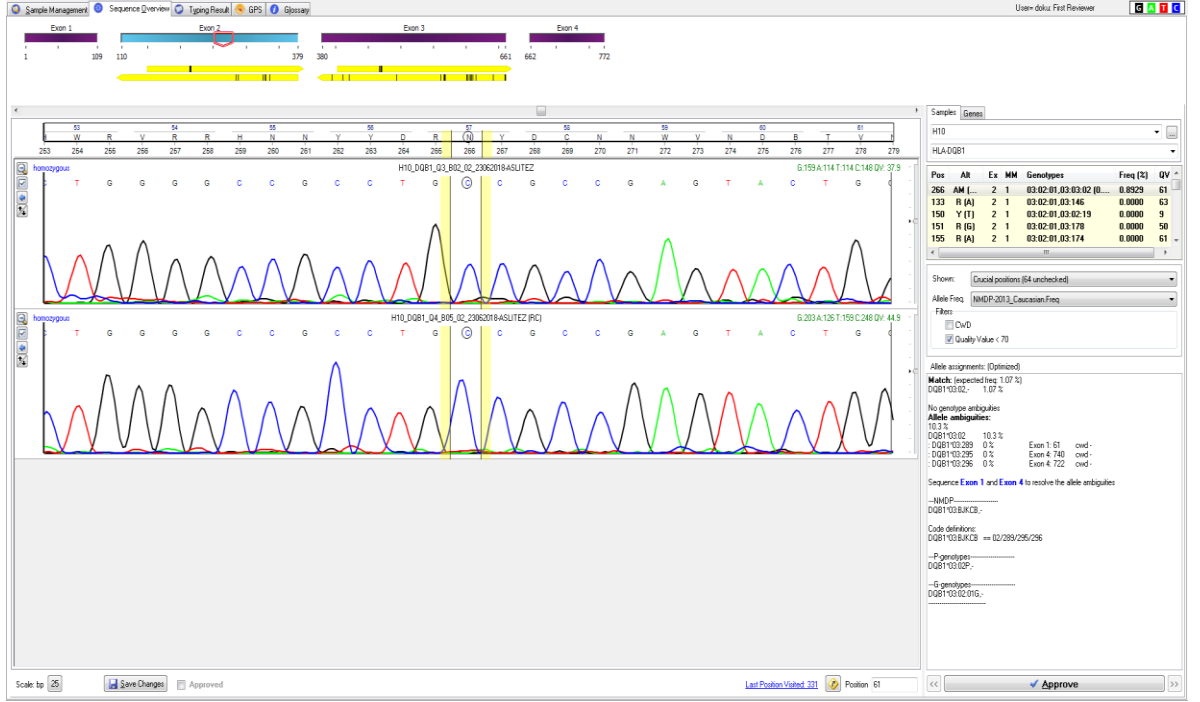 Sample Management Sequence Overview Typing Result GPS Glossary User= doku: First Reviewer G A T C
Exon 1 Exon 2 Exon 3 Exon 4
1 109 110 379 380 661 662 772
53 54 55 56 57 58 59 60 61
W R V R R H N N Y Y D R N Y D C N N W V N D B T V
253 254 255 256 257 258 259 260 261 262 263 264 265 266 267 268 269 270 271 272 273 274 275 276 277 278 279
homozygous H10_DQB1_Q3_B02_02_23062018-ASLITEZ G:159 A:114 T:114 C:148 QV: 37.9
T G G G G C C G C C T G C C G C C G A G T A C T G
homozygous H10_DQB1_Q4_B05_02_23062018-ASLITEZ (RC) G:203 A:126 T:159 C:248 QV: 44.9
T G G G G C C G C C T G C C G C C G A G T A C T G
Scale: bp 25 Save Changes Approved Last Position Visited: 331 Position 61
Samples Genes
H10
HLA-DQB1
Pos Alt Ex MM Genotypes Freq (%) QV
266 AM (... 2 1 03:02:01,03:03:02 (0.... 0.8929 61
133 R (A) 2 1 03:02:01,03:146 0.0000 63
150 Y (T) 2 1 03:02:01,03:02:19 0.0000 9
151 R (G) 2 1 03:02:01,03:178 0.0000 50
155 R (A) 2 1 03:02:01,03:174 0.0000 61
Shown: Crucial positions (64 unchecked)
Allele Freq. NMDP-2013_Caucasian.Freq
Filters
CWD
Quality Value < 70
Allele assignments: (Optimized)
Match: (expected freq: 1.07 %)
DQB1*03:02,- 1.07 %
No genotype ambiguities
Allele ambiguities:
10.3 %
DQB1*03:02 10.3 %
: DQB1*03:289 0 % Exon 1: 61 cwd -
: DQB1*03:295 0 % Exon 4: 740 cwd -
: DQB1*03:296 0 % Exon 4: 722 cwd -
Sequence Exon 1 and Exon 4 to resolve the allele ambiguities
--NMDP--------------------
DQB1*03:BJKCB,-
Code definitions:
DQB1*03:BJKCB == 02/289/295/296
--P-genotypes--------------------
DQB1*03:02P,-
--G-genotypes--------------------
DQB1*03:02:01G,-
--------------------------
<< Approve >>